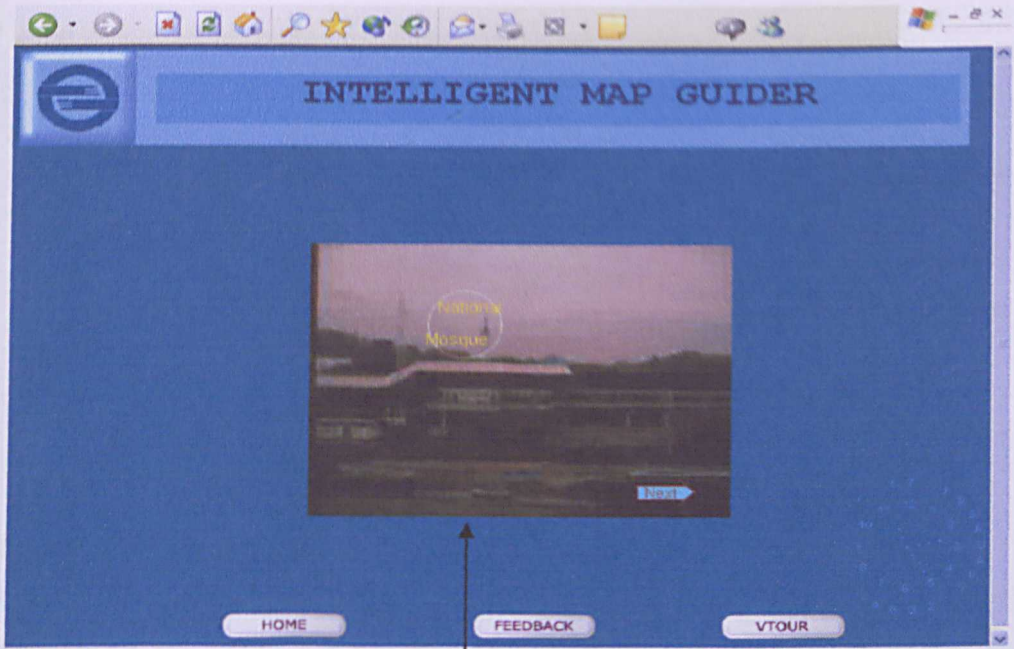 INTELLIGENT MAP GUIDER
National
Mosque
Next
HOME
FEEDBACK
VTOUR